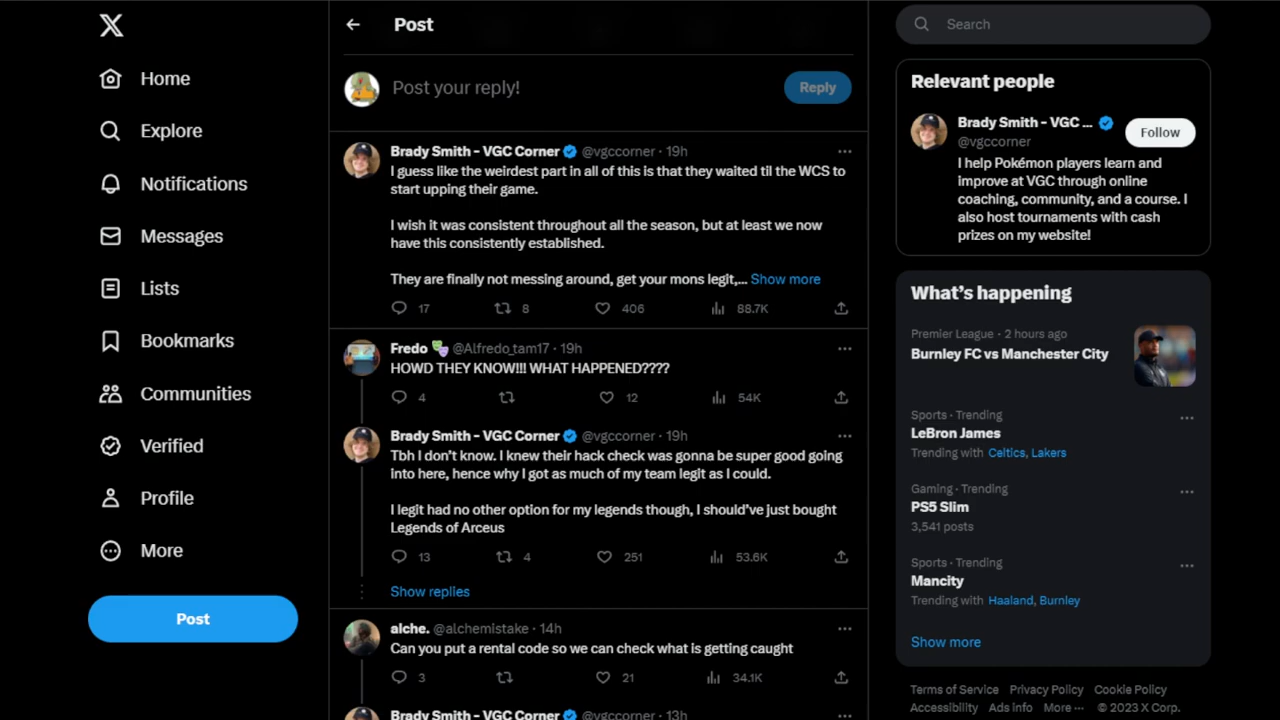 X
Home
Explore
Notifications
Messages
Lists
Bookmarks
Communities
Verified
Profile
More
Post
Post
Post your reply!
Reply
Brady Smith - VGC Corner @vgccorner · 19h
I guess like the weirdest part in all of this is that they waited til the WCS to
start upping their game.
I wish it was consistent throughout all the season, but at least we now
have this consistently established.
They are finally not messing around, get your mons legit,... Show more
17 8 406 88.7K
Fredo @Alfredo_tam17 · 19h
HOWD THEY KNOW!!! WHAT HAPPENED????
4 12 54K
Brady Smith - VGC Corner @vgccorner · 19h
Tbh I don't know. I knew their hack check was gonna be super good going
into here, hence why I got as much of my team legit as I could.
I legit had no other option for my legends though, I should've just bought
Legends of Arceus
13 4 251 53.6K
Show replies
alche. @alchemistake · 14h
Can you put a rental code so we can check what is getting caught
3 21 34.1K
Brady Smith - VGC Corner @vgccorner · 13h
Search
Relevant people
Brady Smith - VGC ...
@vgccorner
Follow
I help Pokémon players learn and
improve at VGC through online
coaching, community, and a course. I
also host tournaments with cash
prizes on my website!
What's happening
Premier League · 2 hours ago
Burnley FC vs Manchester City
Sports · Trending
LeBron James
Trending with Celtics, Lakers
Gaming · Trending
PS5 Slim
3,541 posts
Sports · Trending
Mancity
Trending with Haaland, Burnley
Show more
Terms of Service Privacy Policy Cookie Policy
Accessibility Ads info More ··· © 2023 X Corp.